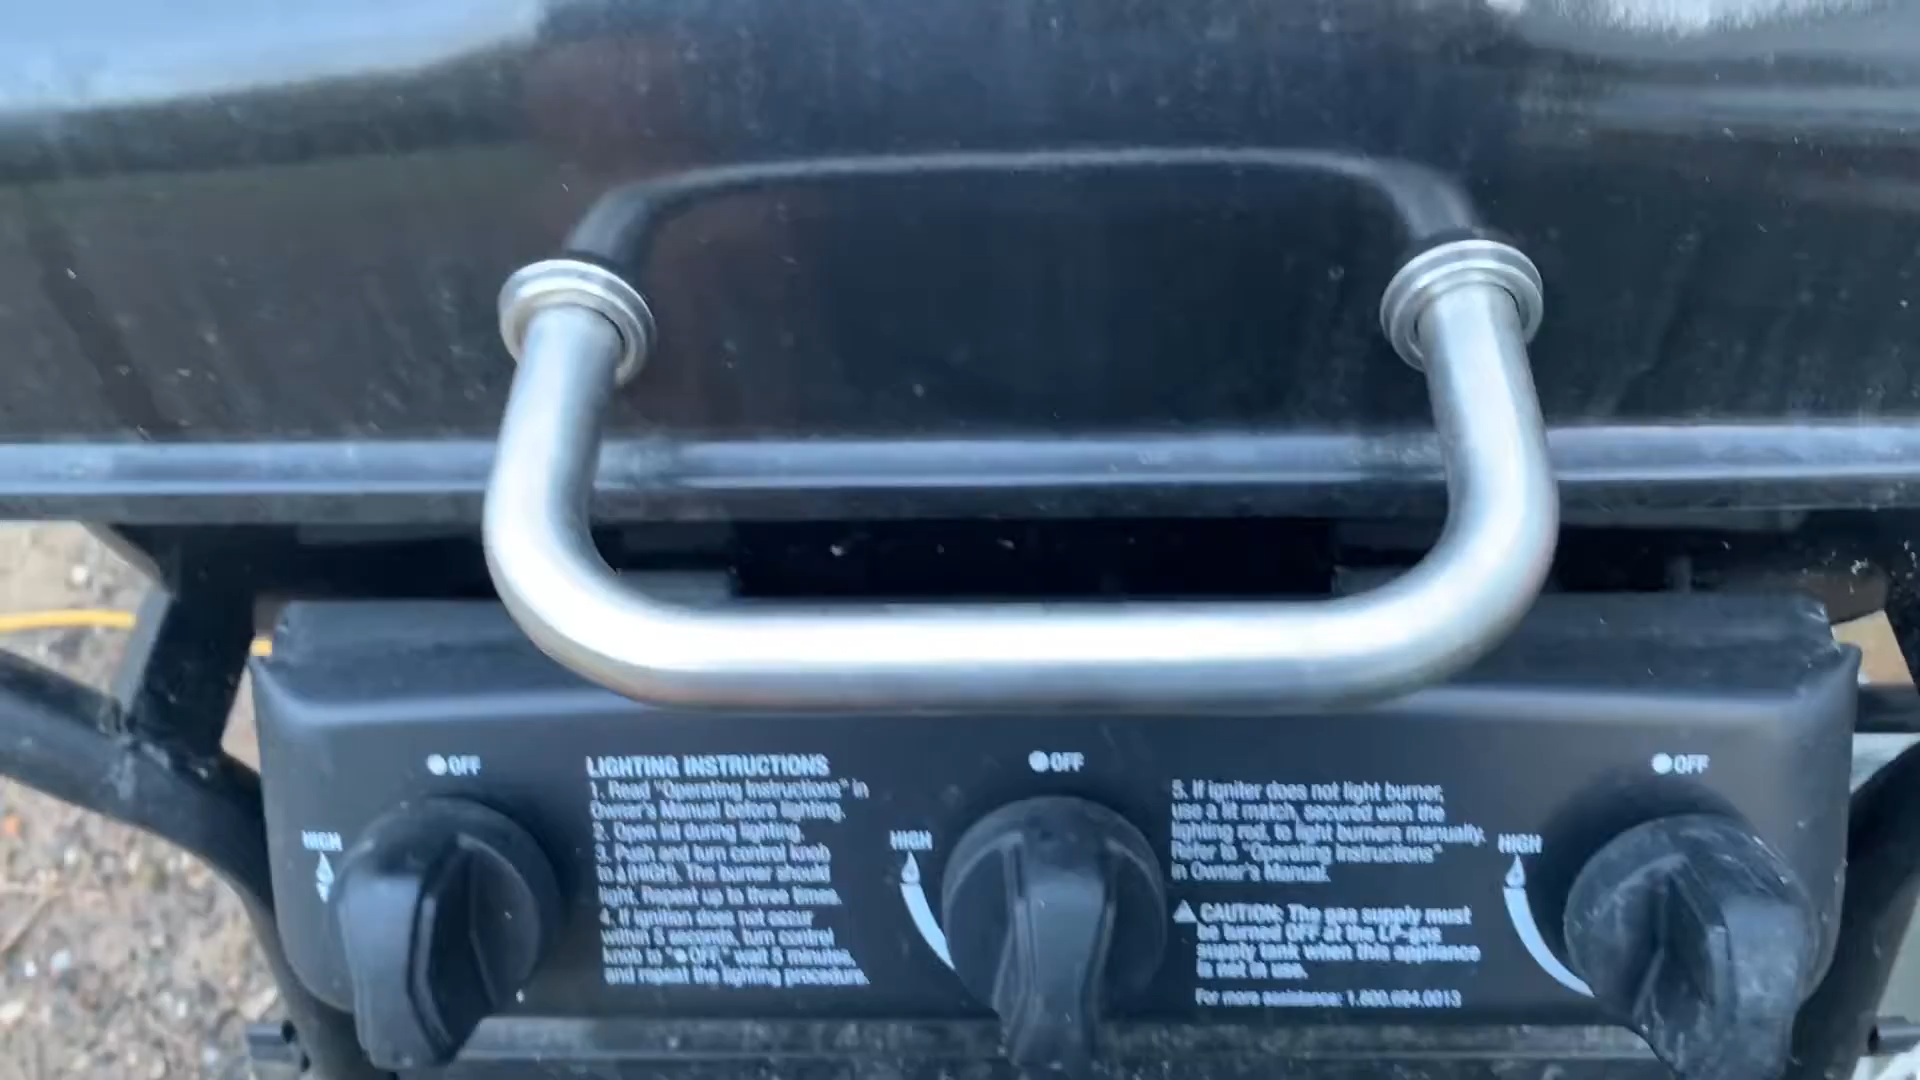 OFF
HIGH
LIGHTING INSTRUCTIONS
1. Read "Operating Instructions" in
Owner's Manual before lighting.
2. Open lid during lighting.
3. Push and turn control knob
to (HIGH). The burner should
light. Repeat up to three times.
4. If ignition does not occur
within 5 seconds, turn control
knob to "●OFF," wait 5 minutes,
and repeat the lighting procedure.
OFF
HIGH
5. If igniter does not light burner,
use a lit match, secured with the
lighting rod, to light burners manually.
Refer to "Operating Instructions"
in Owner's Manual.
CAUTION: The gas supply must
be turned OFF at the LP-gas
supply tank when this appliance
is not in use.
For more assistance: 1.800.694.0013
OFF
HIGH